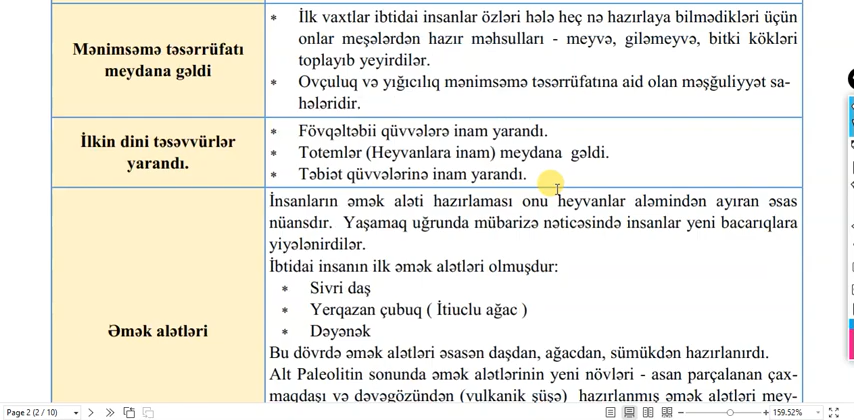 Mənimsəmə təsərrüfatı
meydana gəldi
* İlk vaxtlar ibtidai insanlar özləri hələ heç nə hazırlaya bilmədikləri üçün
onlar meşələrdən hazır məhsulları - meyvə, giləmeyvə, bitki kökləri
toplayıb yeyirdilər.
* Ovçuluq və yığıcılıq mənimsəmə təsərrüfatına aid olan məşğuliyyət sa-
hələridir.
İlkin dini təsəvvürlər
yarandı.
* Fövqəltəbii qüvvələrə inam yarandı.
* Totemlər (Heyvanlara inam) meydana gəldi.
* Təbiət qüvvələrinə inam yarandı.
Əmək alətləri
İnsanların əmək aləti hazırlaması onu heyvanlar aləmindən ayıran əsas
nüansdır. Yaşamaq uğrunda mübarizə nəticəsində insanlar yeni bacarıqlara
yiyələnirdilər.
İbtidai insanın ilk əmək alətləri olmuşdur:
* Sivri daş
* Yerqazan çubuq ( İtiuclu ağac )
* Dəyənək
Bu dövrdə əmək alətləri əsasən daşdan, ağacdan, sümükdən hazırlanırdı.
Alt Paleolitin sonunda əmək alətlərinin yeni növləri - asan parçalanan çax-
maqdaşı və dəvəgözündən (vulkanik şüşə) hazırlanmış əmək alətləri mey-
Page 2 (2 / 10)
159.52%